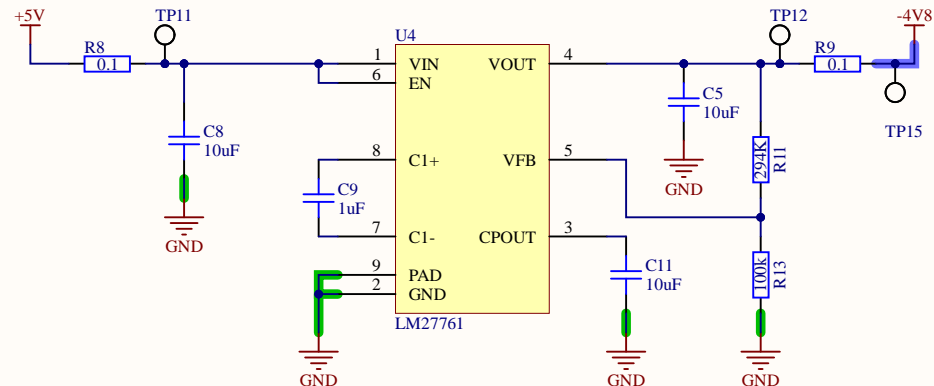 +5V
TP11
TP12
-4V8
R8
0.1
U4
R9
0.1
1
VIN
VOUT
4
6
EN
C5
10uF
TP15
C8
10uF
8
C1+
VFB
5
294K
R11
GND
C9
1uF
7
C1-
CPOUT
3
GND
9
PAD
C11
10uF
100k
R13
2
GND
LM27761
GND
GND
GND